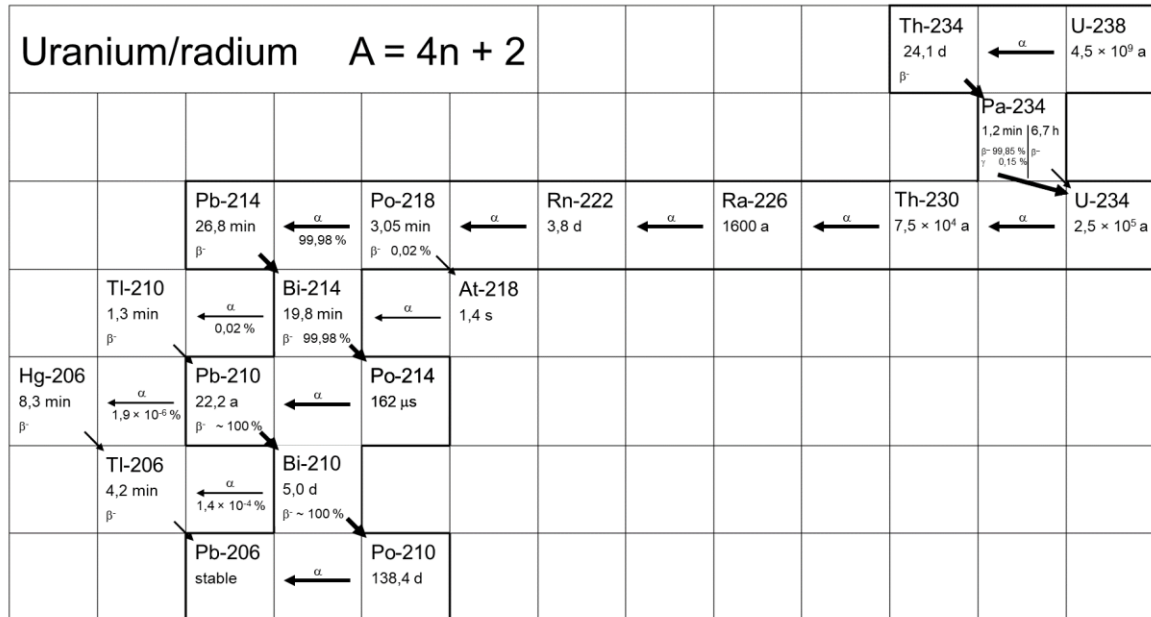 Uranium/radium A = 4n + 2
Th-234
24,1 d
β-
α
U-238
4,5 × 10⁹ a
Pa-234
1,2 min | 6,7 h
β- 99,85 % | β-
γ 0,15 %
Pb-214
26,8 min
β-
α
99,98 %
Po-218
3,05 min
β- 0,02 %
α
Rn-222
3,8 d
α
Ra-226
1600 a
α
Th-230
7,5 × 10⁴ a
α
U-234
2,5 × 10⁵ a
Tl-210
1,3 min
β-
α
0,02 %
Bi-214
19,8 min
β- 99,98 %
α
At-218
1,4 s
Hg-206
8,3 min
β-
α
1,9 × 10⁻⁶ %
Pb-210
22,2 a
β- ~ 100 %
α
Po-214
162 μs
Tl-206
4,2 min
β-
α
1,4 × 10⁻⁴ %
Bi-210
5,0 d
β- ~ 100 %
Pb-206
stable
α
Po-210
138,4 d